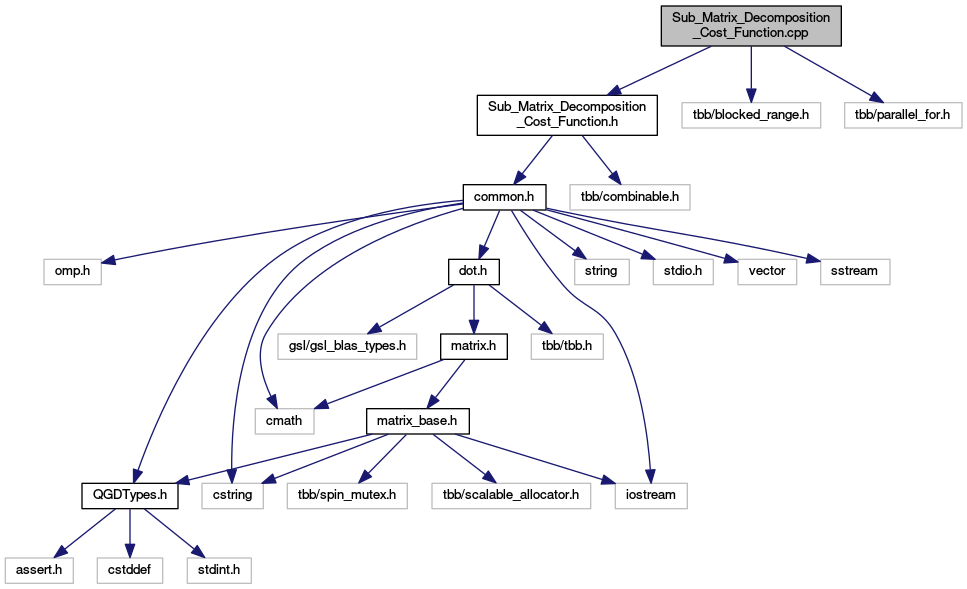 Sub_Matrix_Decomposition
_Cost_Function.cpp
Sub_Matrix_Decomposition
_Cost_Function.h
tbb/blocked_range.h
tbb/parallel_for.h
common.h
tbb/combinable.h
omp.h
dot.h
string
stdio.h
vector
sstream
gsl/gsl_blas_types.h
matrix.h
tbb/tbb.h
cmath
matrix_base.h
QGDTypes.h
cstring
tbb/spin_mutex.h
tbb/scalable_allocator.h
iostream
assert.h
cstddef
stdint.h